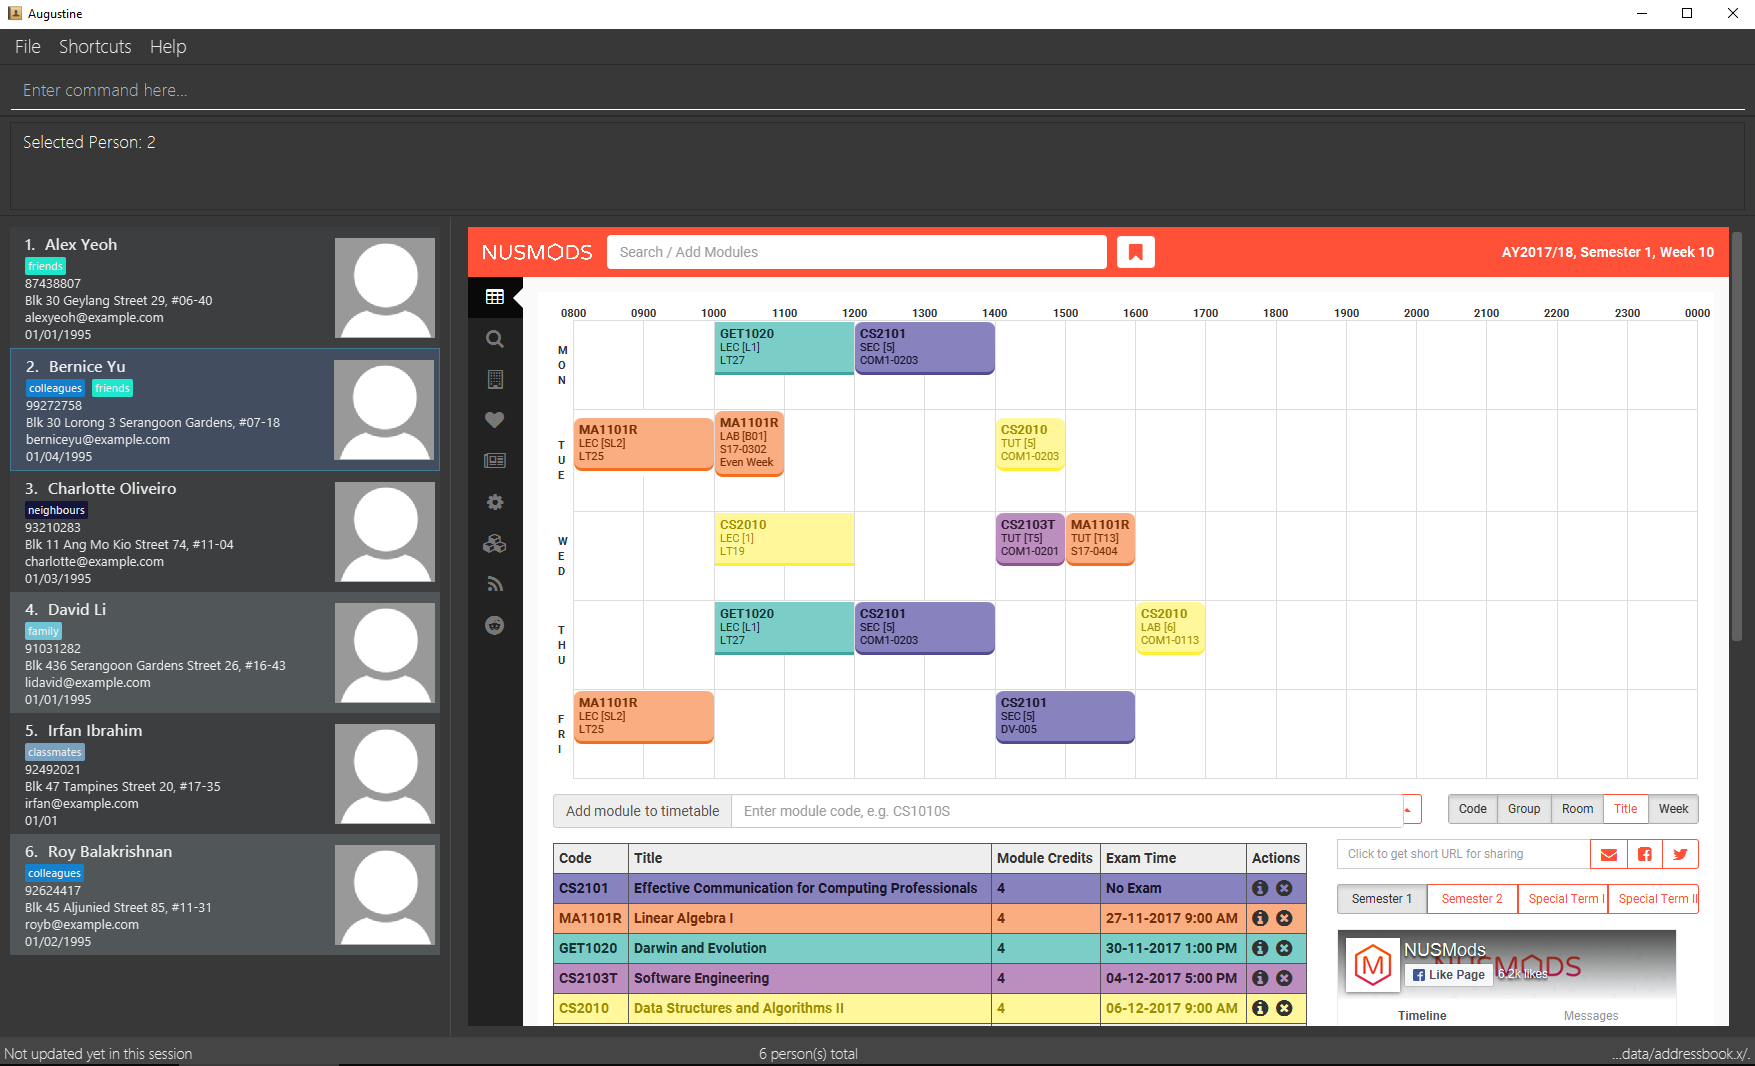 Augustine
File Shortcuts Help
Enter command here...
Selected Person: 2
1. Alex Yeoh
friends
87438807
Blk 30 Geylang Street 29, #06-40
alexyeoh@example.com
01/01/1995
2. Bernice Yu
colleagues friends
99272758
Blk 30 Lorong 3 Serangoon Gardens, #07-18
berniceyu@example.com
01/04/1995
3. Charlotte Oliveiro
neighbours
93210283
Blk 11 Ang Mo Kio Street 74, #11-04
charlotte@example.com
01/03/1995
4. David Li
family
91031282
Blk 436 Serangoon Gardens Street 26, #16-43
lidavid@example.com
01/01/1995
5. Irfan Ibrahim
classmates
92492021
Blk 47 Tampines Street 20, #17-35
irfan@example.com
01/01
6. Roy Balakrishnan
colleagues
92624417
Blk 45 Aljunied Street 85, #11-31
royb@example.com
01/02/1995
NUSMODS
Search / Add Modules
AY2017/18, Semester 1, Week 10
0800 0900 1000 1100 1200 1300 1400 1500 1600 1700 1800 1900 2000 2100 2200 2300 0000
MON
GET1020
LEC [L1]
LT27
CS2101
SEC [5]
COM1-0203
TUE
MA1101R
LEC [SL2]
LT25
MA1101R
LAB [B01]
S17-0302
Even Week
CS2010
TUT [5]
COM1-0203
WED
CS2010
LEC [1]
LT19
CS2103T
TUT [T5]
COM1-0201
MA1101R
TUT [T13]
S17-0404
THU
GET1020
LEC [L1]
LT27
CS2101
SEC [5]
COM1-0203
CS2010
LAB [6]
COM1-0113
FRI
MA1101R
LEC [SL2]
LT25
CS2101
SEC [5]
DV-005
Add module to timetable Enter module code, e.g. CS1010S
Code Group Room Title Week
Code Title Module Credits Exam Time Actions
CS2101 Effective Communication for Computing Professionals 4 No Exam
MA1101R Linear Algebra I 4 27-11-2017 9:00 AM
GET1020 Darwin and Evolution 4 30-11-2017 1:00 PM
CS2103T Software Engineering 4 04-12-2017 5:00 PM
CS2010 Data Structures and Algorithms II 4 06-12-2017 9:00 AM
Click to get short URL for sharing
Semester 1 Semester 2 Special Term I Special Term II
NUSMods
NUSMODS
Like Page 6.2k likes
Timeline Messages
Not updated yet in this session
6 person(s) total
...data/addressbook.x/.